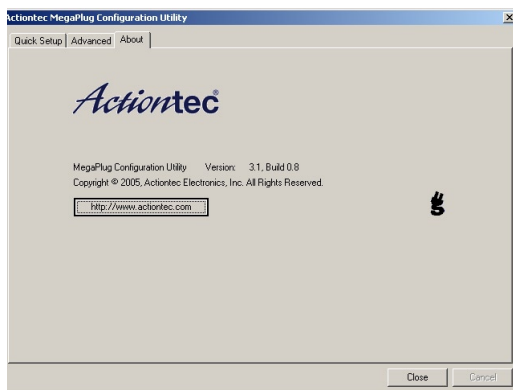 Actiontec MegaPlug Configuration Utility
Quick Setup Advanced About
Actiontec®
MegaPlug Configuration Utility Version: 3.1, Build 0.8
Copyright © 2005, Actiontec Electronics, Inc. All Rights Reserved.
http://www.actiontec.com
Close Cancel